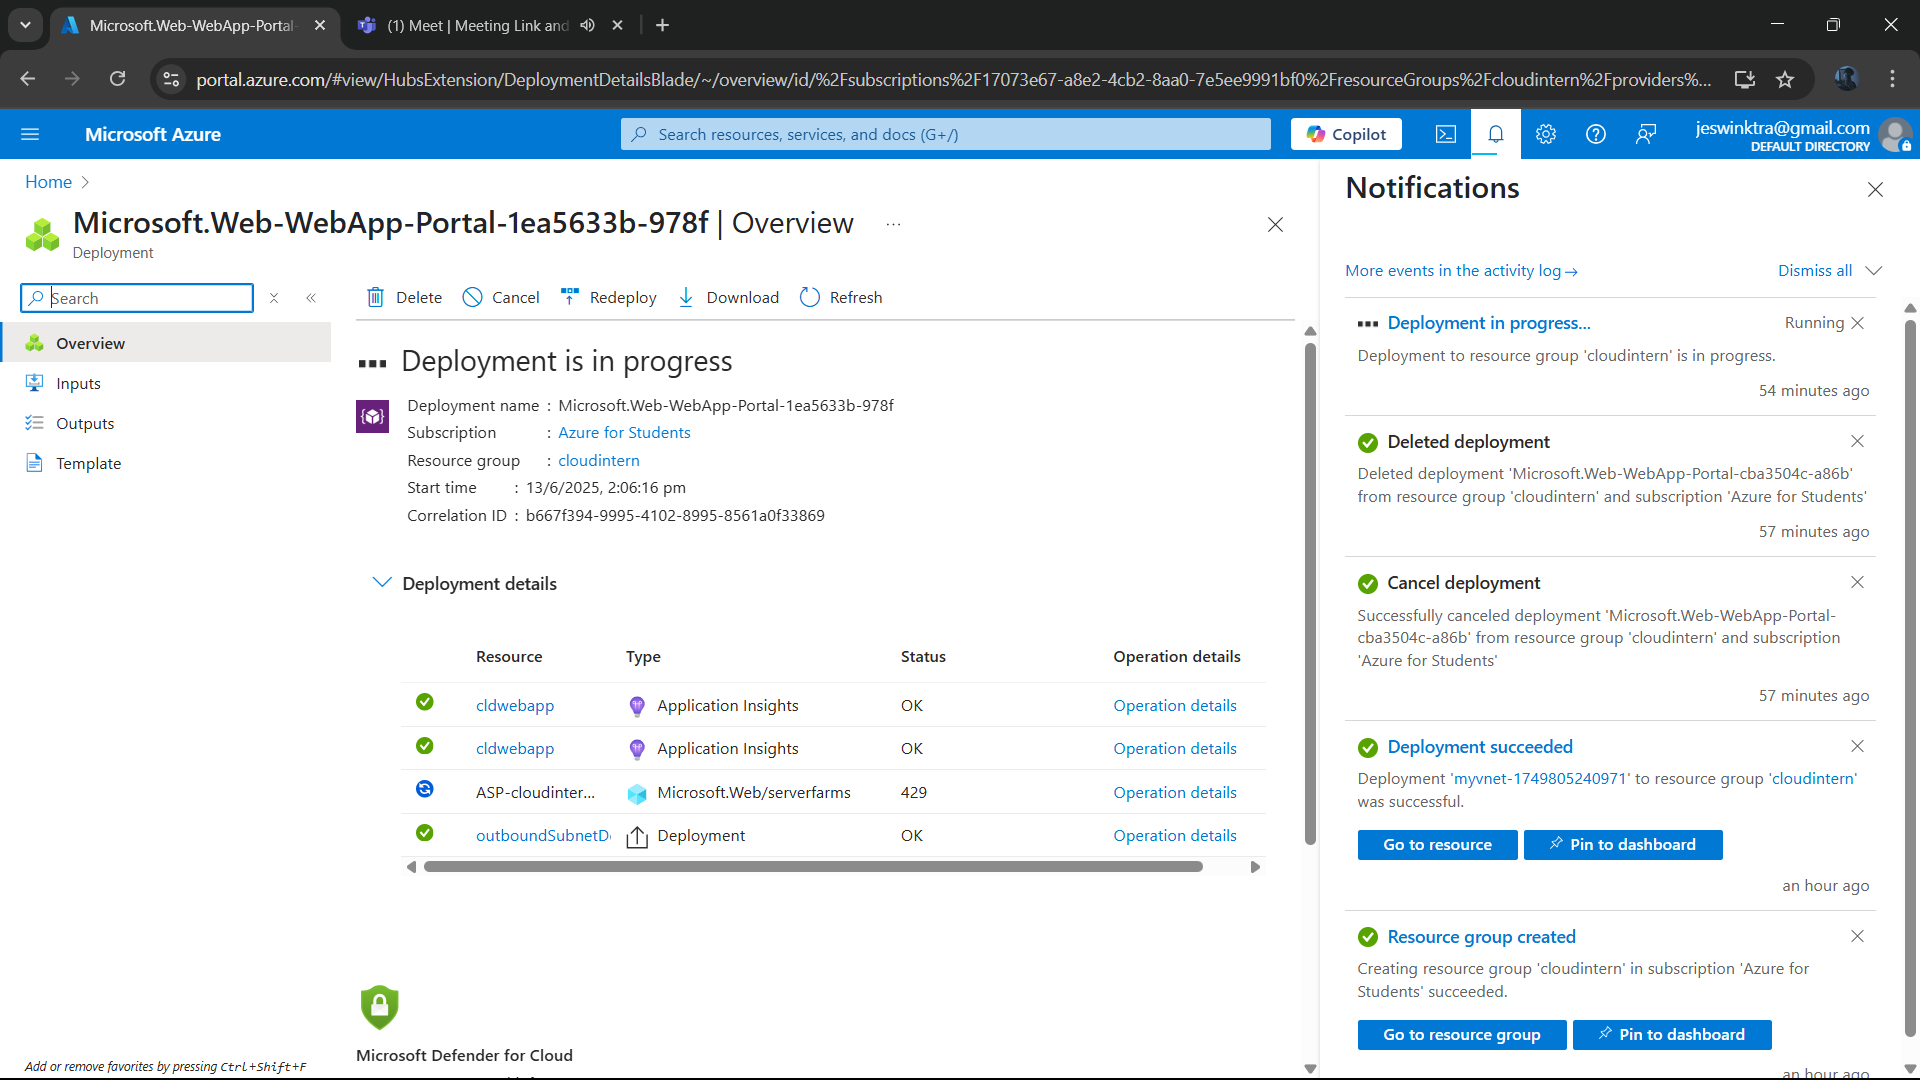 Microsoft.Web-WebApp-Portal-
(1) Meet | Meeting Link and
portal.azure.com/#view/HubsExtension/DeploymentDetailsBlade/~/overview/id/%2Fsubscriptions%2F17073e67-a8e2-4cb2-8aa0-7e5ee9991bf0%2FresourceGroups%2Fcloudintern%2Fproviders%...
Microsoft Azure
Search resources, services, and docs (G+/)
Copilot
jeswinktra@gmail.com
DEFAULT DIRECTORY
Home
Microsoft.Web-WebApp-Portal-1ea5633b-978f | Overview ...
Deployment
Search
Overview
Inputs
Outputs
Template
Add or remove favorites by pressing Ctrl+Shift+F
Delete
Cancel
Redeploy
Download
Refresh
Deployment is in progress
Deployment name : Microsoft.Web-WebApp-Portal-1ea5633b-978f
Subscription : Azure for Students
Resource group : cloudintern
Start time : 13/6/2025, 2:06:16 pm
Correlation ID : b667f394-9995-4102-8995-8561a0f33869
Deployment details
Resource Type Status Operation details
cldwebapp Application Insights OK Operation details
cldwebapp Application Insights OK Operation details
ASP-cloudinter... Microsoft.Web/serverfarms 429 Operation details
outboundSubnetD Deployment OK Operation details
Microsoft Defender for Cloud
Notifications
More events in the activity log →
Dismiss all
Deployment in progress... Running
Deployment to resource group 'cloudintern' is in progress.
54 minutes ago
Deleted deployment
Deleted deployment 'Microsoft.Web-WebApp-Portal-cba3504c-a86b'
from resource group 'cloudintern' and subscription 'Azure for Students'
57 minutes ago
Cancel deployment
Successfully canceled deployment 'Microsoft.Web-WebApp-Portal-
cba3504c-a86b' from resource group 'cloudintern' and subscription
'Azure for Students'
57 minutes ago
Deployment succeeded
Deployment 'myvnet-1749805240971' to resource group 'cloudintern'
was successful.
Go to resource
Pin to dashboard
an hour ago
Resource group created
Creating resource group 'cloudintern' in subscription 'Azure for
Students' succeeded.
Go to resource group
Pin to dashboard
an hour ago